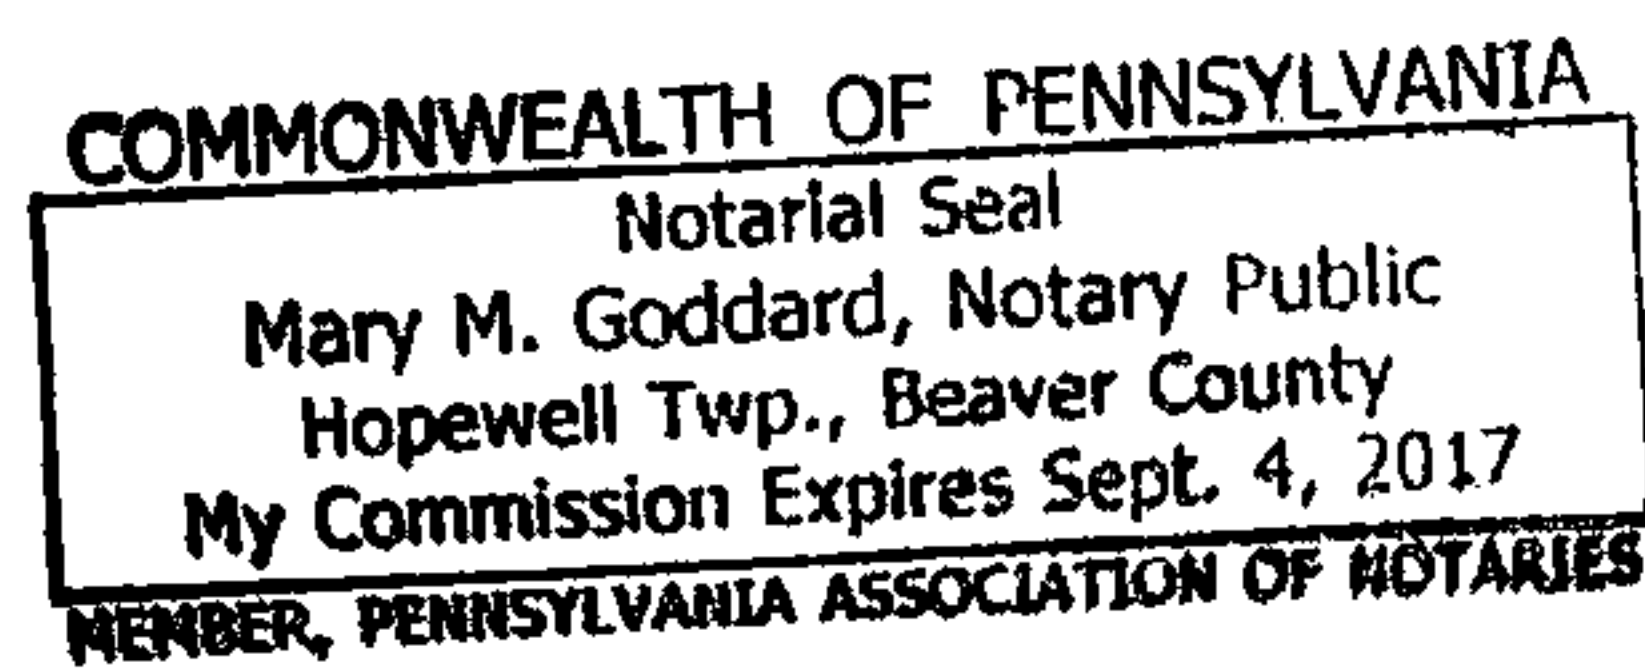 COMMONWEALTH OF PENNSYLVANIA
Notarial Seal
Mary M. Goddard, Notary Public
Hopewell Twp., Beaver County
My Commission Expires Sept. 4, 2017
MEMBER, PENNSYLVANIA ASSOCIATION OF NOTARIES